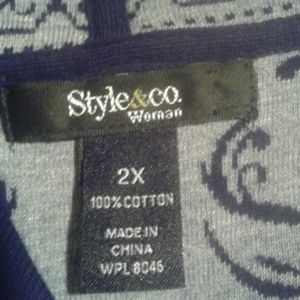 Style&co.
Woman
2X
100% COTTON
MADE IN
CHINA
WPL 8045